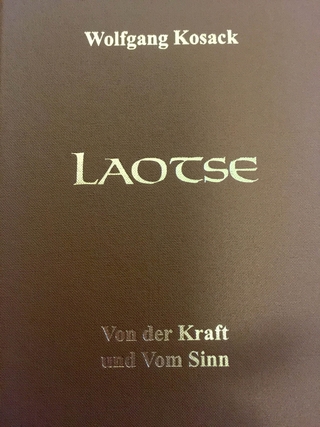 Wolfgang Kosack
LAOTSE
Von der Kraft
und Vom Sinn